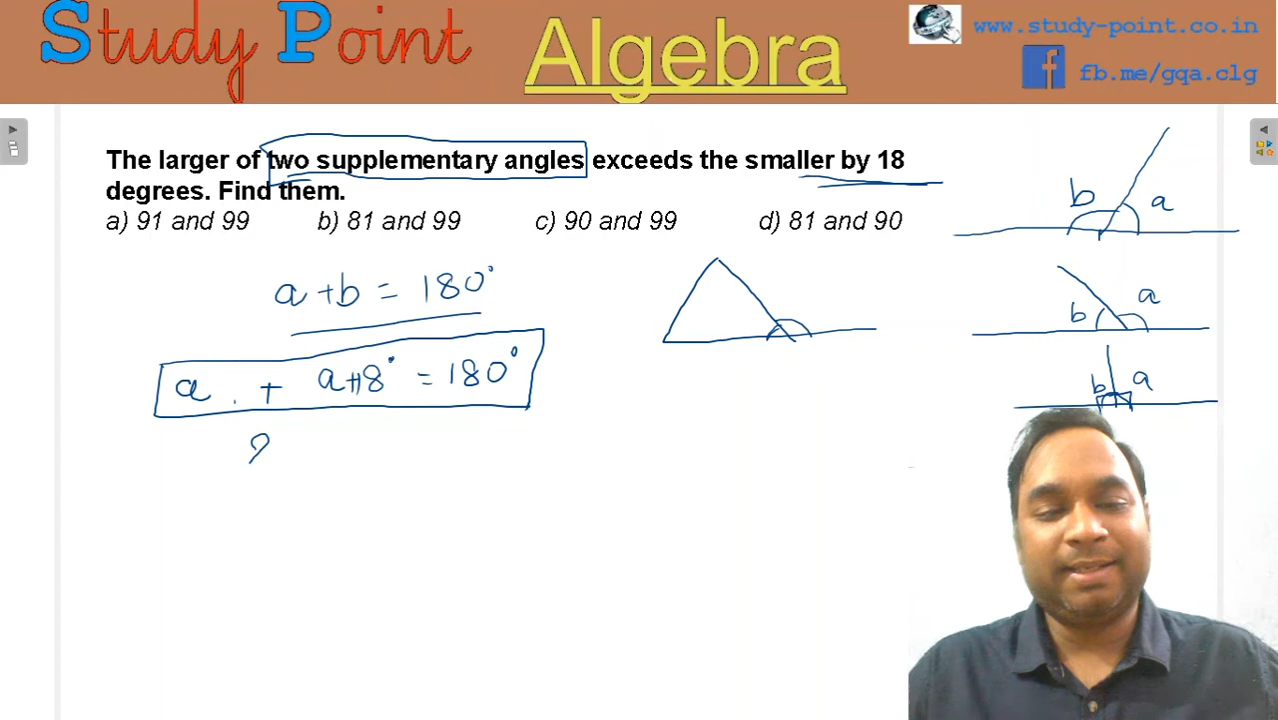 Study Point
Algebra
www.study-point.co.in
fb.me/gqa.clg
The larger of two supplementary angles exceeds the smaller by 18
degrees. Find them.
a) 91 and 99 b) 81 and 99 c) 90 and 99 d) 81 and 90
a + b = 180°
a + a+18° = 180°
2
b a
b a
b a